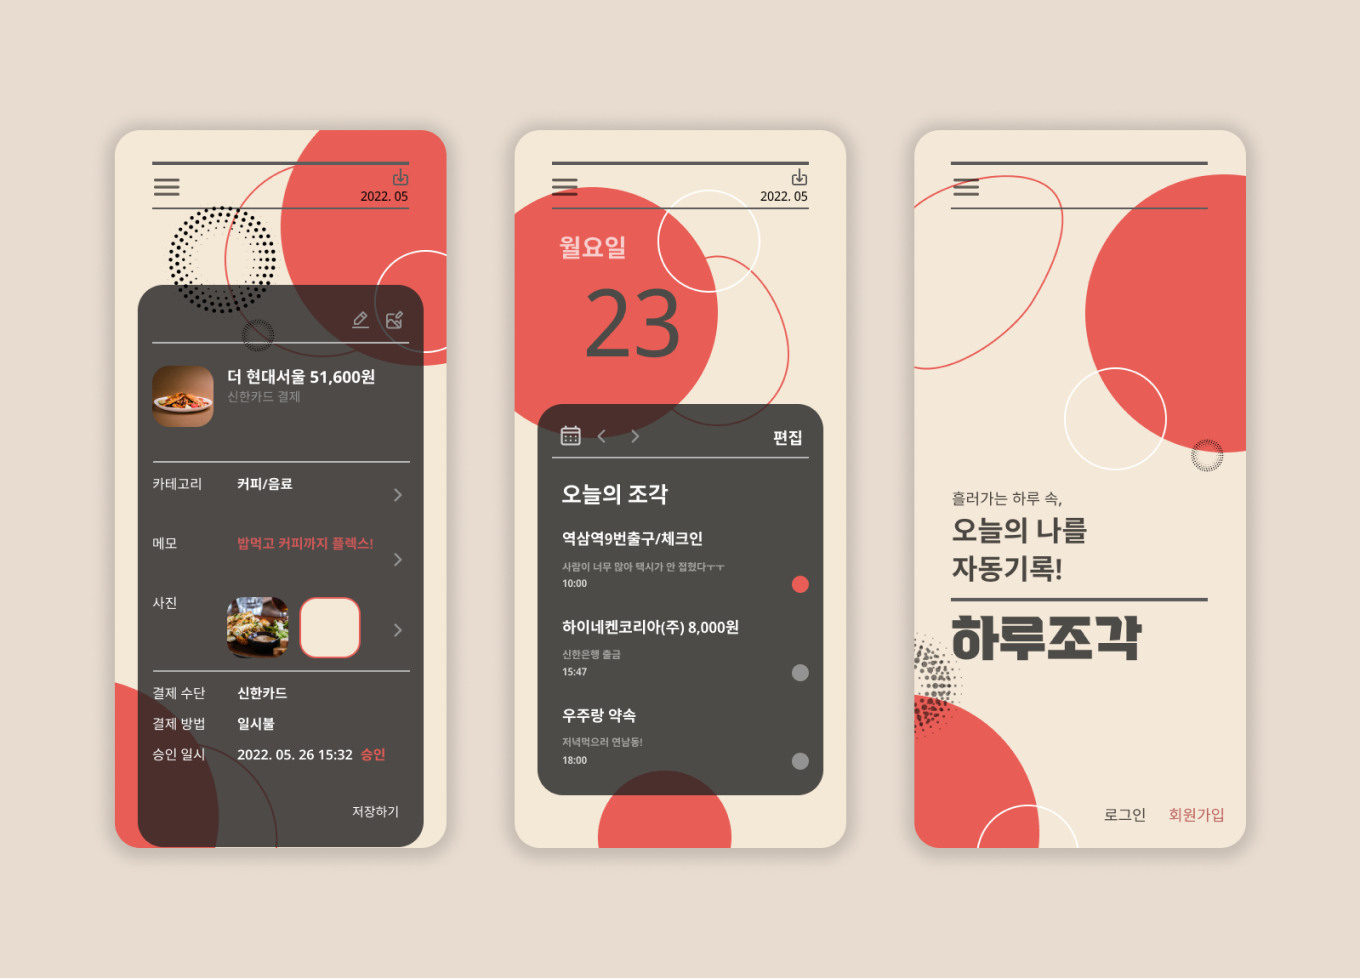 2022. 05
더 현대서울 51,600원
신한카드 결제
카테고리 커피/음료
메모 밥먹고 커피까지 플렉스!
사진
결제 수단 신한카드
결제 방법 일시불
승인 일시 2022. 05. 26 15:32 승인
저장하기
2022. 05
월요일
23
편집
오늘의 조각
역삼역9번출구/체크인
사람이 너무 많아 택시가 안 잡혔다ㅜㅜ
10:00
하이네켄코리아(주) 8,000원
신한은행 출금
15:47
우주랑 약속
저녁먹으러 연남동!
18:00
흘러가는 하루 속,
오늘의 나를
자동기록!
하루조각
로그인 회원가입